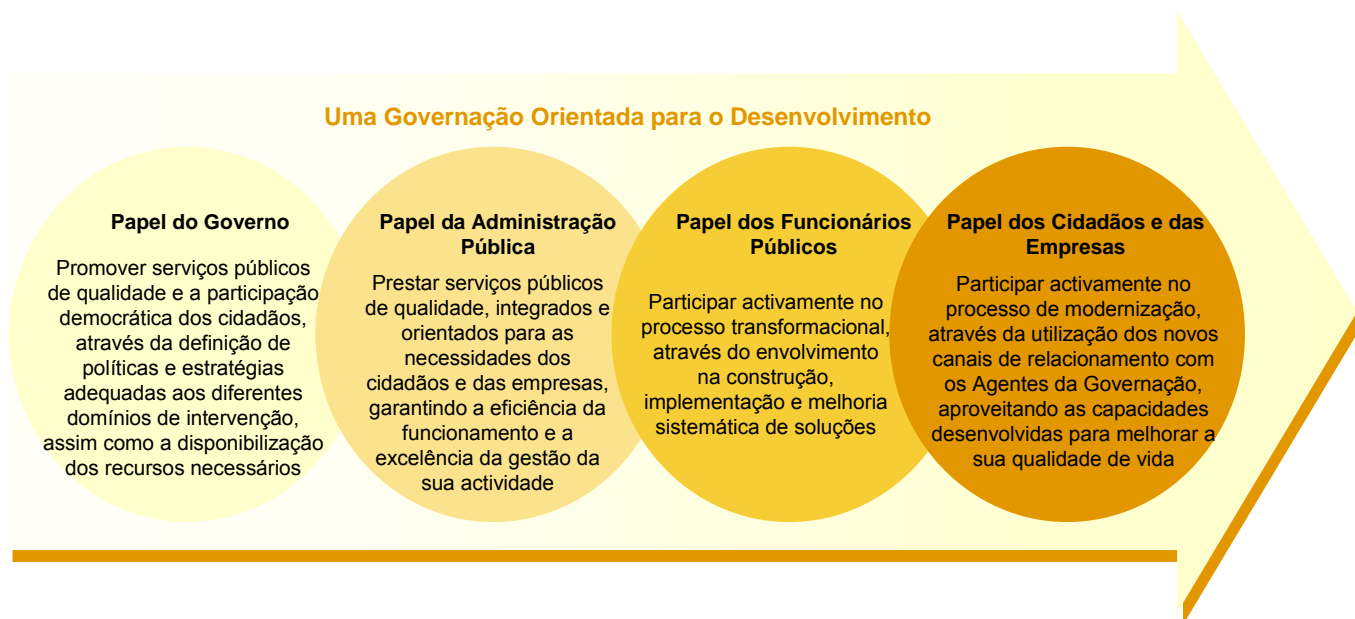 Uma Governação Orientada para o Desenvolvimento
Papel do Governo
Promover serviços públicos
de qualidade e a participação
democrática dos cidadãos,
através da definição de
políticas e estratégias
adequadas aos diferentes
domínios de intervenção,
assim como a disponibilização
dos recursos necessários
Papel da Administração
Pública
Prestar serviços públicos
de qualidade, integrados e
orientados para as
necessidades dos
cidadãos e das empresas,
garantindo a eficiência da
funcionamento e a
excelência da gestão da
sua actividade
Papel dos Funcionários
Públicos
Participar activamente no
processo transformacional,
através do envolvimento
na construção,
implementação e melhoria
sistemática de soluções
Papel dos Cidadãos e das
Empresas
Participar activamente no
processo de modernização,
através da utilização dos novos
canais de relacionamento com
os Agentes da Governação,
aproveitando as capacidades
desenvolvidas para melhorar a
sua qualidade de vida